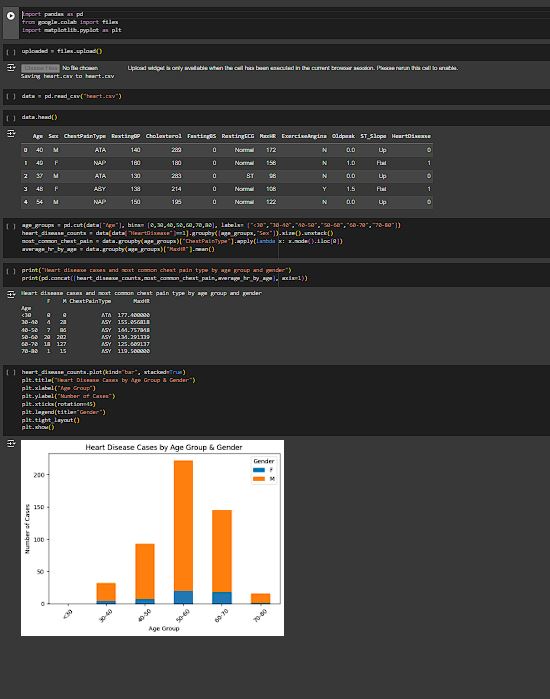 import pandas as pd
from google.colab import files
import matplotlib.pyplot as plt
[ ] uploaded = files.upload()
No file chosen Upload widget is only available when the cell has been executed in the current browser session. Please rerun this cell to enable.
Saving heart.csv to heart.csv
[ ] data = pd.read_csv("heart.csv")
[ ] data.head()
Age Sex ChestPainType RestingBP Cholesterol FastingBS RestingECG MaxHR ExerciseAngina Oldpeak ST_Slope HeartDisease
0 40 M ATA 140 289 0 Normal 172 N 0.0 Up 0
1 49 F NAP 160 180 0 Normal 156 N 1.0 Flat 1
2 37 M ATA 130 283 0 ST 98 N 0.0 Up 0
3 48 F ASY 138 214 0 Normal 108 Y 1.5 Flat 1
4 54 M NAP 150 195 0 Normal 122 N 0.0 Up 0
[ ] age_groups = pd.cut(data["Age"], bins= [0,30,40,50,60,70,80], labels= ["<30","30-40","40-50","50-60","60-70","70-80"])
heart_disease_counts = data[data["HeartDisease"]==1].groupby([age_groups,"Sex"]).size().unstack()
most_common_chest_pain = data.groupby(age_groups)["ChestPainType"].apply(lambda x: x.mode().iloc[0])
average_hr_by_age = data.groupby(age_groups)["MaxHR"].mean()
[ ] print("Heart disease cases and most common chest pain type by age group and gender")
print(pd.concat([heart_disease_counts,most_common_chest_pain,average_hr_by_age], axis=1))
Heart disease cases and most common chest pain type by age group and gender
F M ChestPainType MaxHR
Age
<30 0 0 ATA 177.400000
30-40 4 28 ASY 155.056818
40-50 7 86 ASY 144.757848
50-60 20 202 ASY 134.291339
60-70 18 127 ASY 125.609137
70-80 1 15 ASY 119.500000
[ ] heart_disease_counts.plot(kind="bar", stacked=True)
plt.title("Heart Disease Cases by Age Group & Gender")
plt.xlabel("Age Group")
plt.ylabel("Number of Cases")
plt.xticks(rotation=45)
plt.legend(title="Gender")
plt.tight_layout()
plt.show()
Heart Disease Cases by Age Group & Gender
Gender
F
M
Number of Cases
200
150
100
50
0
<30
30-40
40-50
50-60
60-70
70-80
Age Group